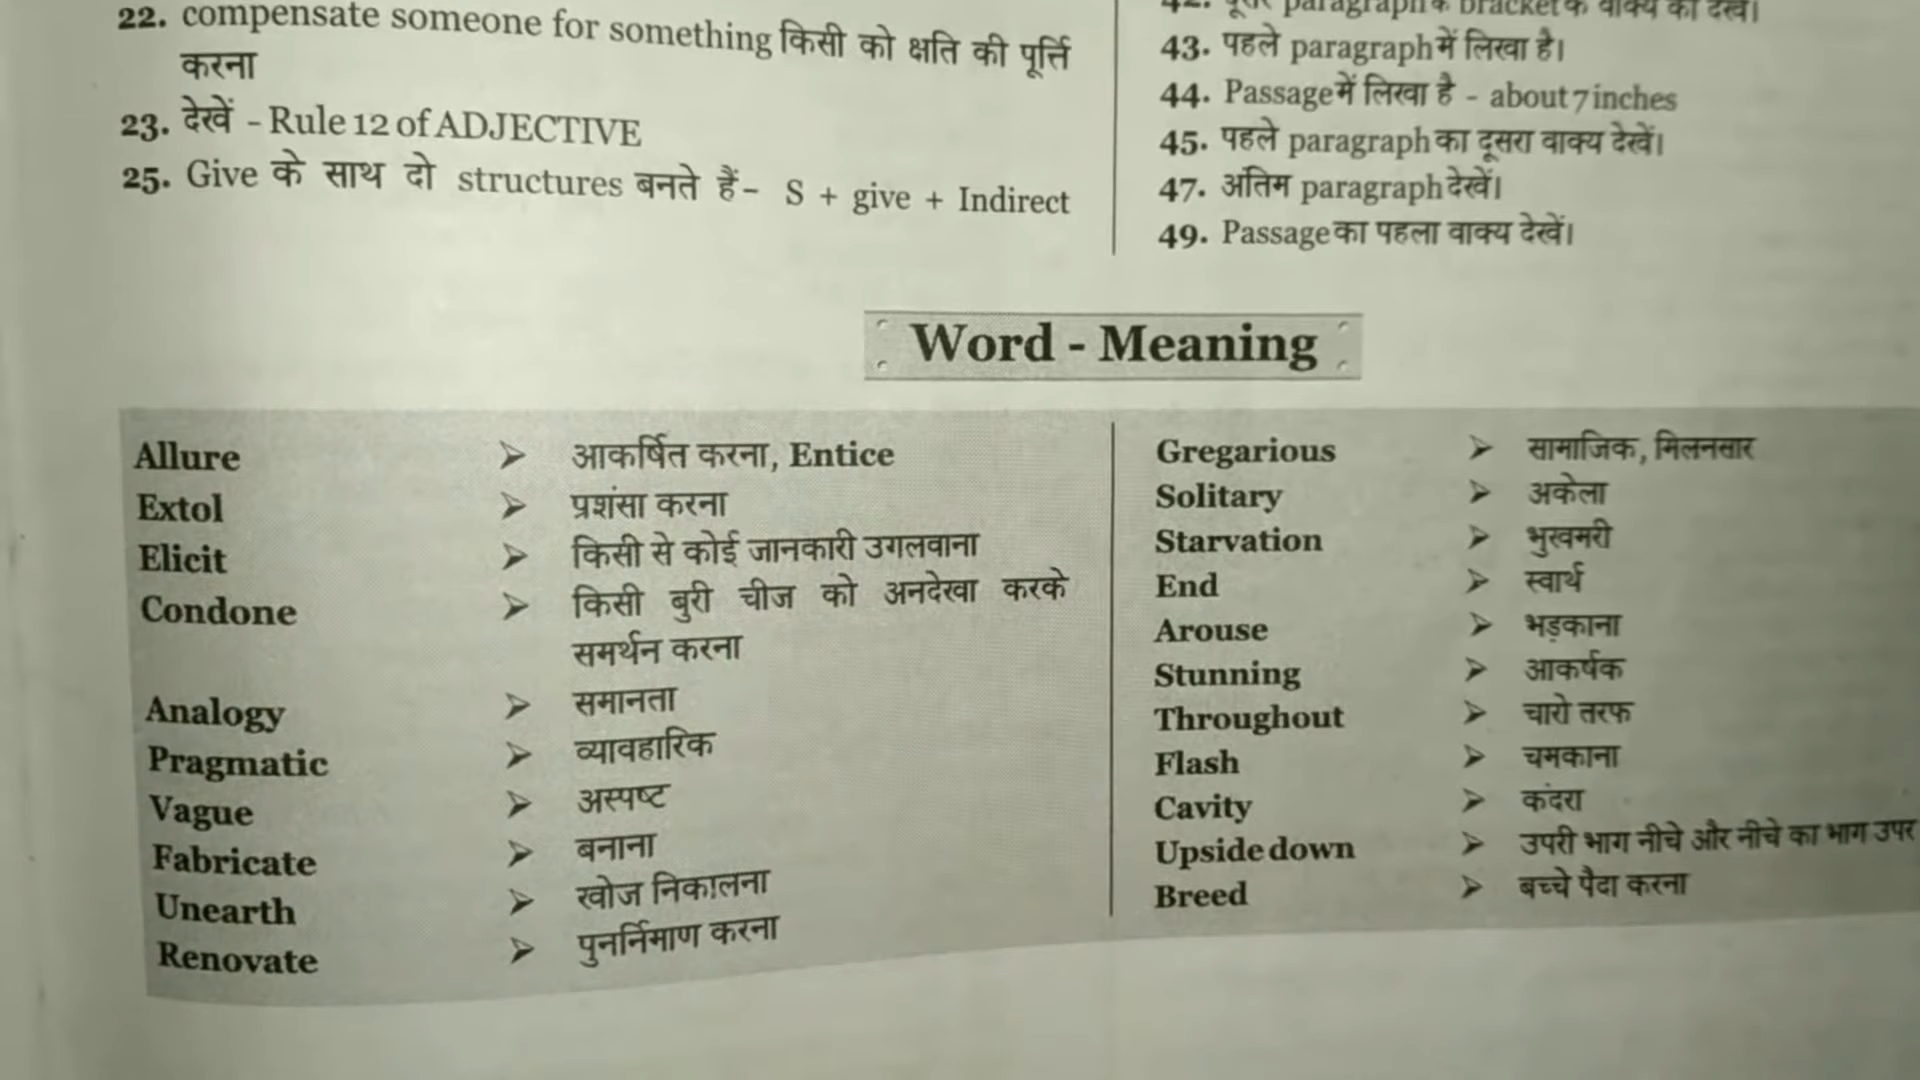 22. compensate someone for something किसी को क्षति की पूर्त्ति
करना
23. देखें - Rule 12 of ADJECTIVE
25. Give के साथ दो structures बनते हैं- S + give + Indirect
42. दूसरे paragraph के bracket के वाक्य को देखें।
43. पहले paragraph में लिखा है।
44. Passage में लिखा है - about 7 inches
45. पहले paragraph का दूसरा वाक्य देखें।
47. अंतिम paragraph देखें।
49. Passage का पहला वाक्य देखें।
Word - Meaning
Allure ➢ आकर्षित करना, Entice
Extol ➢ प्रशंसा करना
Elicit ➢ किसी से कोई जानकारी उगलवाना
Condone ➢ किसी बुरी चीज को अनदेखा करके
समर्थन करना
Analogy ➢ समानता
Pragmatic ➢ व्यावहारिक
Vague ➢ अस्पष्ट
Fabricate ➢ बनाना
Unearth ➢ खोज निकालना
Renovate ➢ पुनर्निमाण करना
Gregarious ➢ सामाजिक, मिलनसार
Solitary ➢ अकेला
Starvation ➢ भुखमरी
End ➢ स्वार्थ
Arouse ➢ भड़काना
Stunning ➢ आकर्षक
Throughout ➢ चारो तरफ
Flash ➢ चमकाना
Cavity ➢ कंदरा
Upside down ➢ उपरी भाग नीचे और नीचे का भाग उपर
Breed ➢ बच्चे पैदा करना